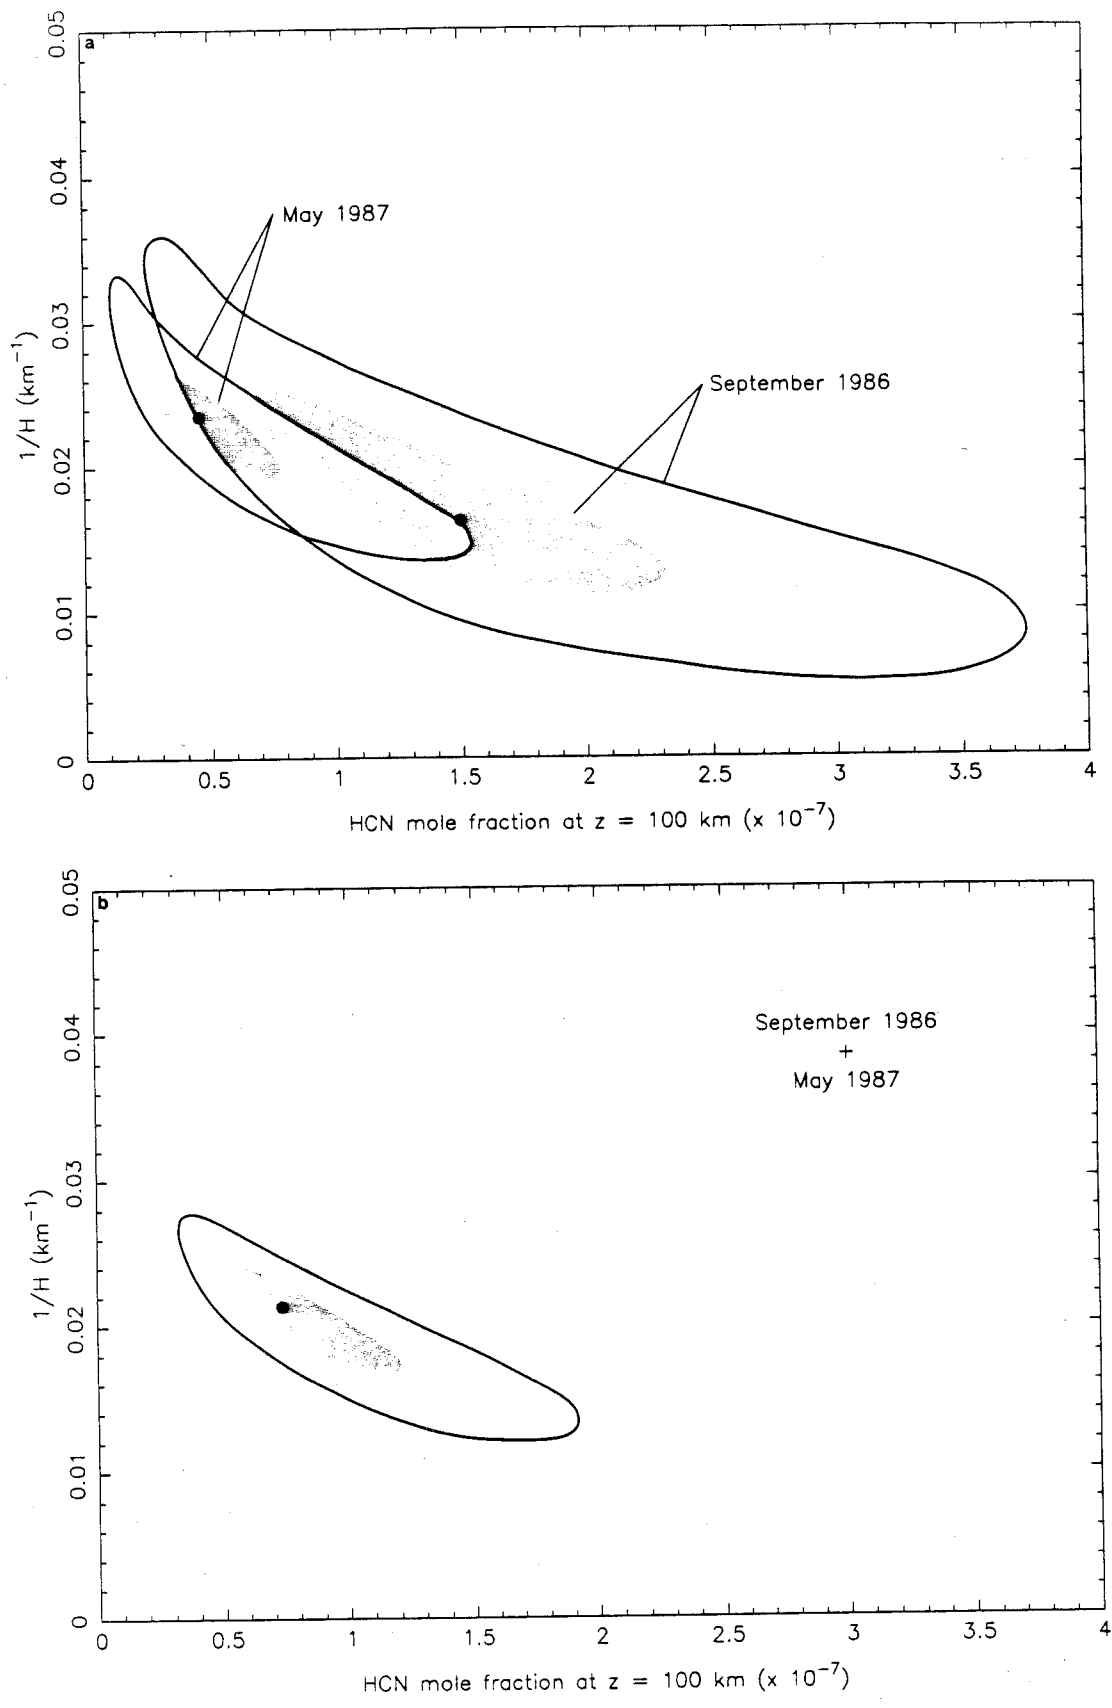 a
0.05
0.04
0.03
0.02
0.01
0
1/H (km−1)
May 1987
September 1986
0 0.5 1 1.5 2 2.5 3 3.5 4
HCN mole fraction at z = 100 km (x 10−7)
b
0.05
0.04
0.03
0.02
0.01
0
1/H (km−1)
September 1986
+
May 1987
0 0.5 1 1.5 2 2.5 3 3.5 4
HCN mole fraction at z = 100 km (x 10−7)